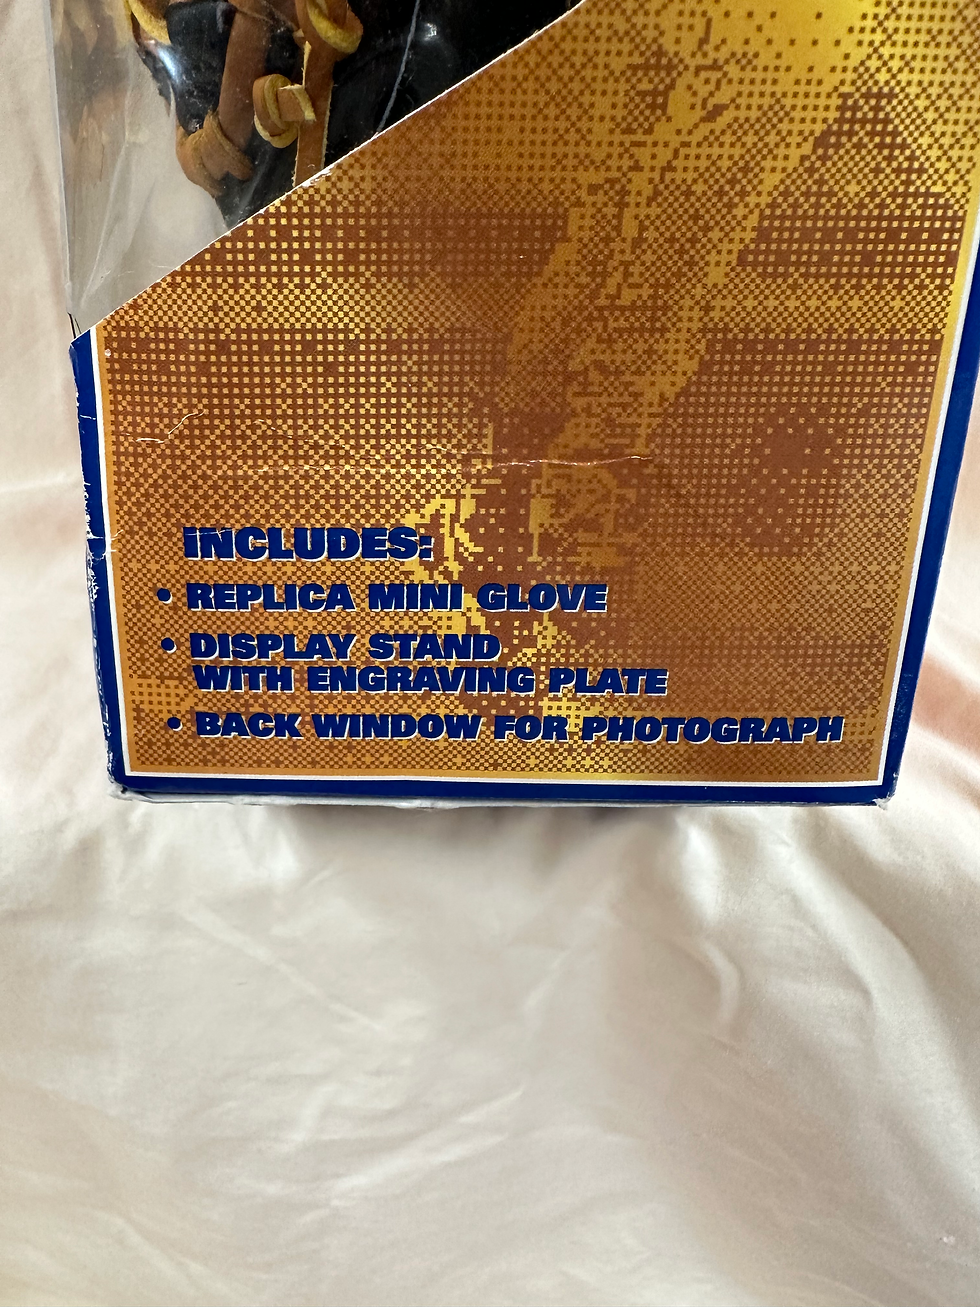 INCLUDES:
• REPLICA MINI GLOVE
• DISPLAY STAND
WITH ENGRAVING PLATE
• BACK WINDOW FOR PHOTOGRAPH